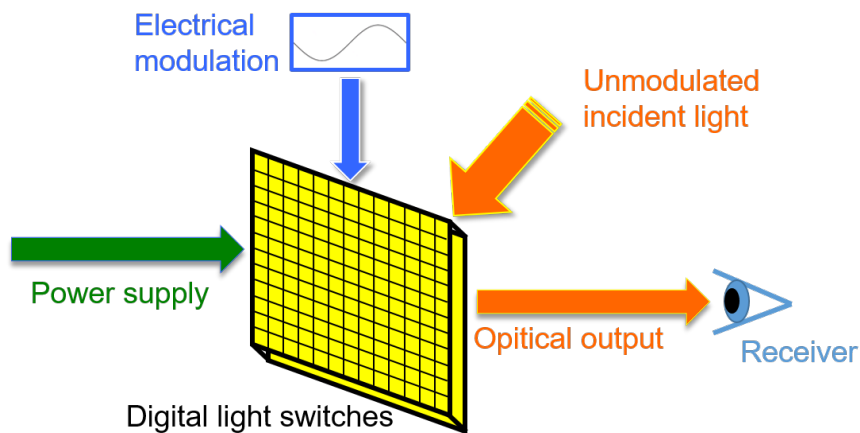 Electrical
modulation
Unmodulated
incident light
Power supply
Opitical output
Receiver
Digital light switches